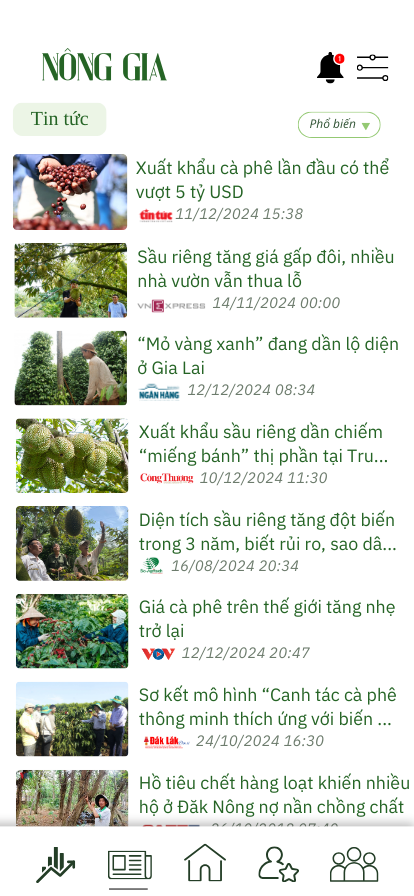 NÔNG GIA
Tin tức
Phổ biến
Xuất khẩu cà phê lần đầu có thể
vượt 5 tỷ USD
tin tức 11/12/2024 15:38
Sầu riêng tăng giá gấp đôi, nhiều
nhà vườn vẫn thua lỗ
VNEXPRESS 14/11/2024 00:00
“Mỏ vàng xanh” đang dần lộ diện
ở Gia Lai
NGÂN HÀNG 12/12/2024 08:34
Xuất khẩu sầu riêng dần chiếm
“miếng bánh” thị phần tại Tru...
CôngThương 10/12/2024 11:30
Diện tích sầu riêng tăng đột biến
trong 3 năm, biết rủi ro, sao dâ...
16/08/2024 20:34
Giá cà phê trên thế giới tăng nhẹ
trở lại
VOV 12/12/2024 20:47
Sơ kết mô hình “Canh tác cà phê
thông minh thích ứng với biến ...
Đắk Lắk 24/10/2024 16:30
Hồ tiêu chết hàng loạt khiến nhiều
hộ ở Đăk Nông nợ nần chồng chất